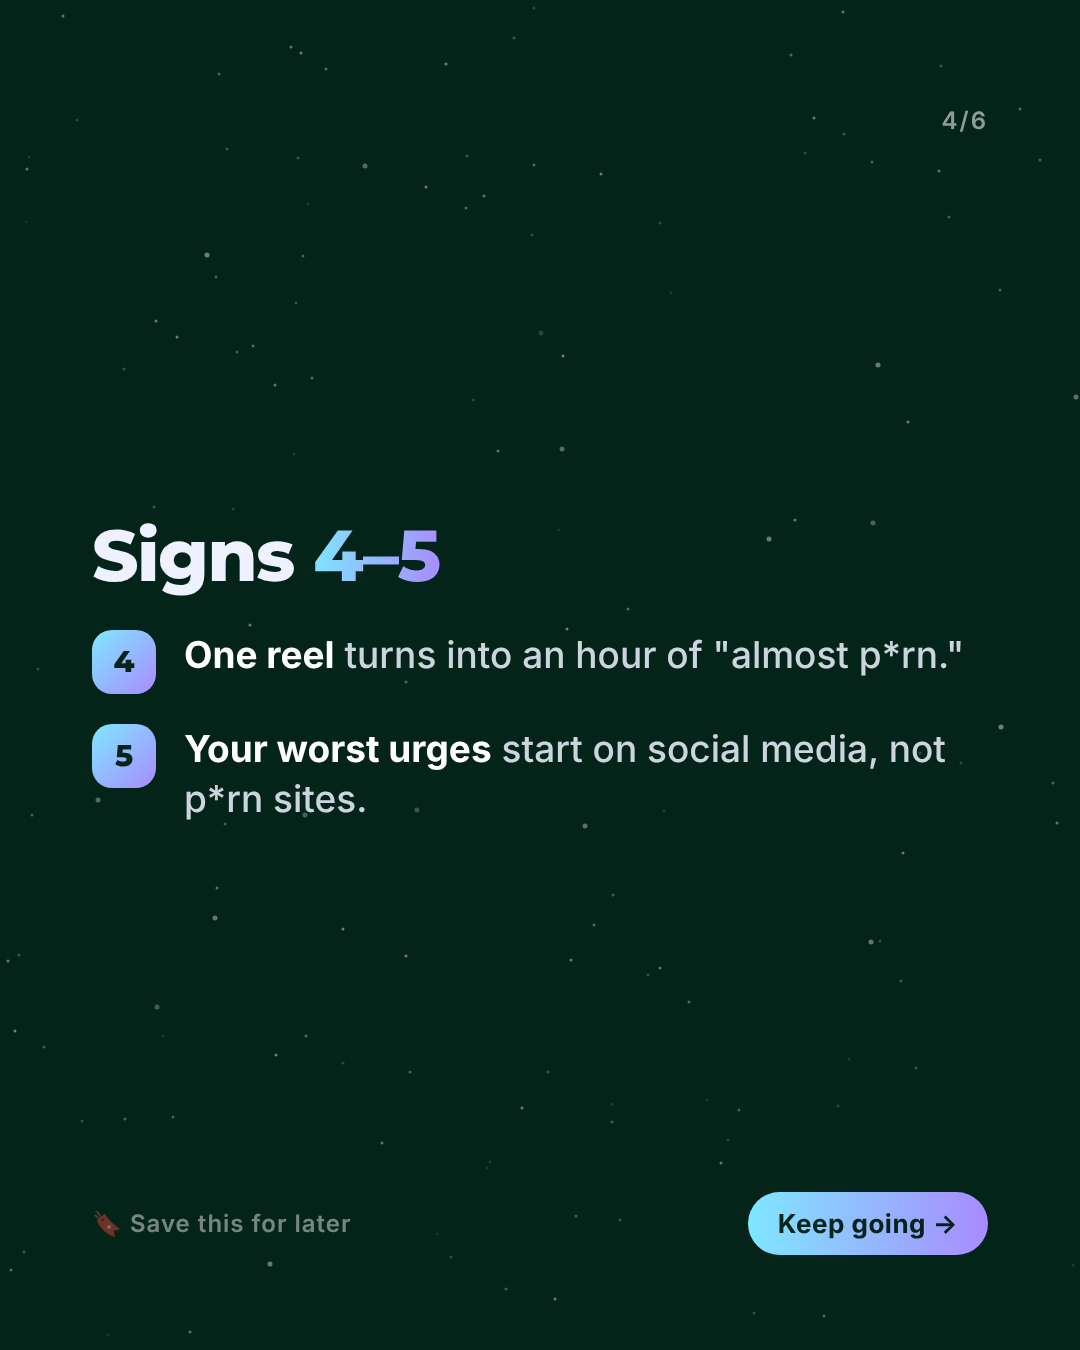 4/6
Signs 4–5
4
One reel turns into an hour of "almost p*rn."
5
Your worst urges start on social media, not
p*rn sites.
🔖 Save this for later
Keep going →